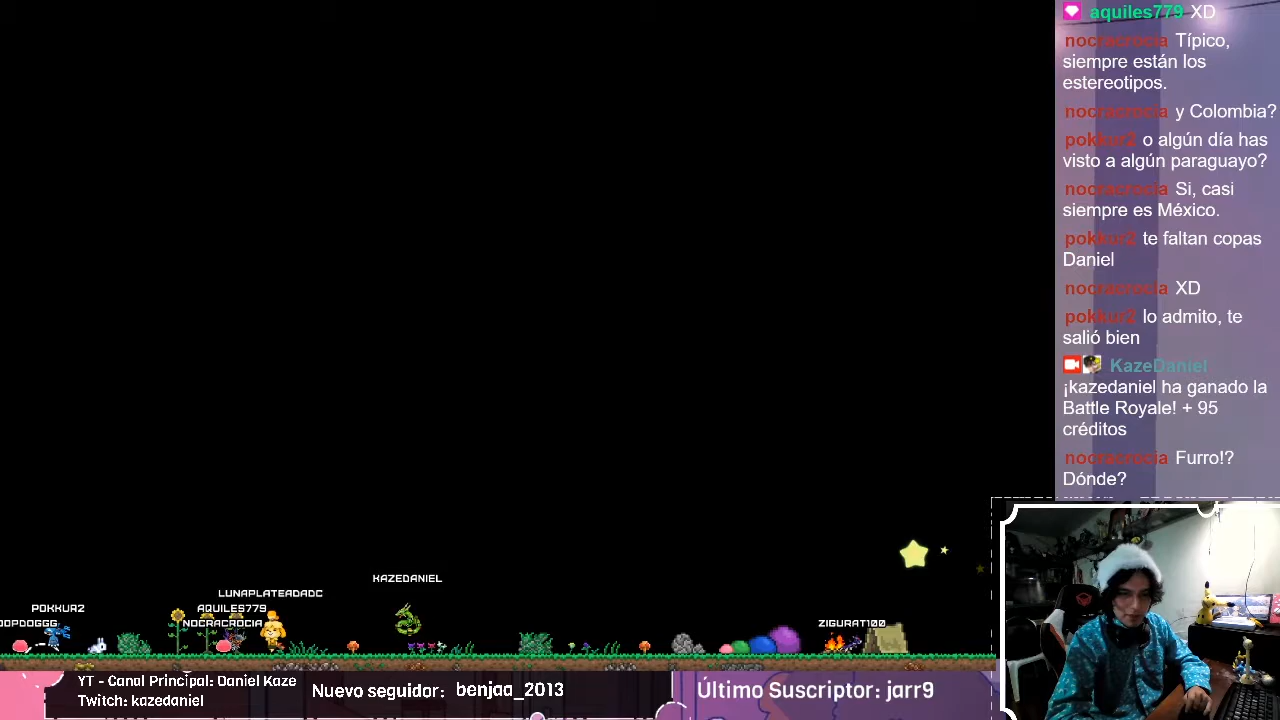 aquiles779 XD
nocracrocia Típico,
siempre están los
estereotipos.
nocracrocia y Colombia?
pokkur2 o algún día has
visto a algún paraguayo?
nocracrocia Si, casi
siempre es México.
pokkur2 te faltan copas
Daniel
nocracrocia XD
pokkur2 lo admito, te
salió bien
KazeDaniel
¡kazedaniel ha ganado la
Battle Royale! + 95
créditos
nocracrocia Furro!?
Dónde?
KAZEDANIEL
LUNAPLATEADADC
POKKUR2
AQUILES779
NOCRACROCIA
ZIGURAT100
YT - Canal Principal: Daniel Kaze
Twitch: kazedaniel
Nuevo seguidor: benjaa_2013
Último Suscriptor: jarr9